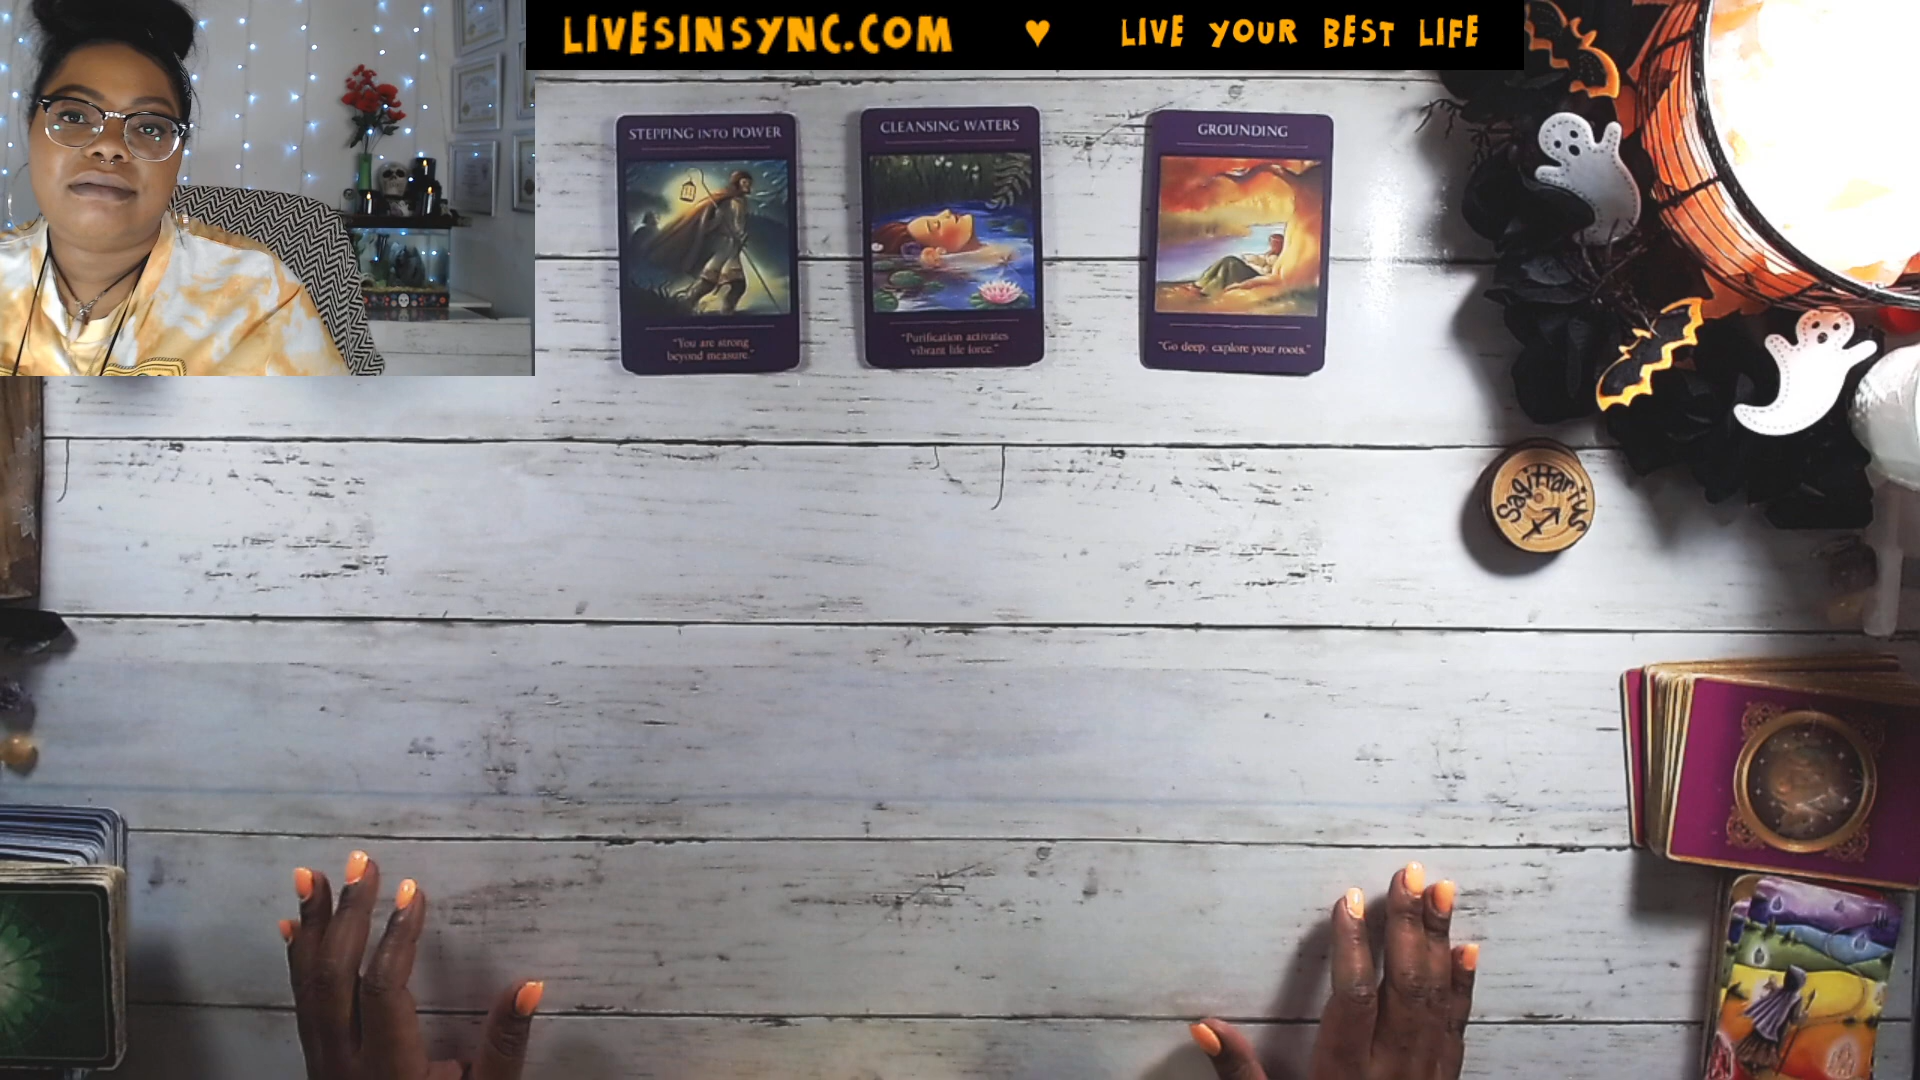 LIVESINSYNC.COM ♥ LIVE YOUR BEST LIFE
STEPPING INTO POWER
"You are strong
beyond measure."
CLEANSING WATERS
"Purification activates
vibrant life force."
GROUNDING
"Go deep, explore your roots."
Sagittarius